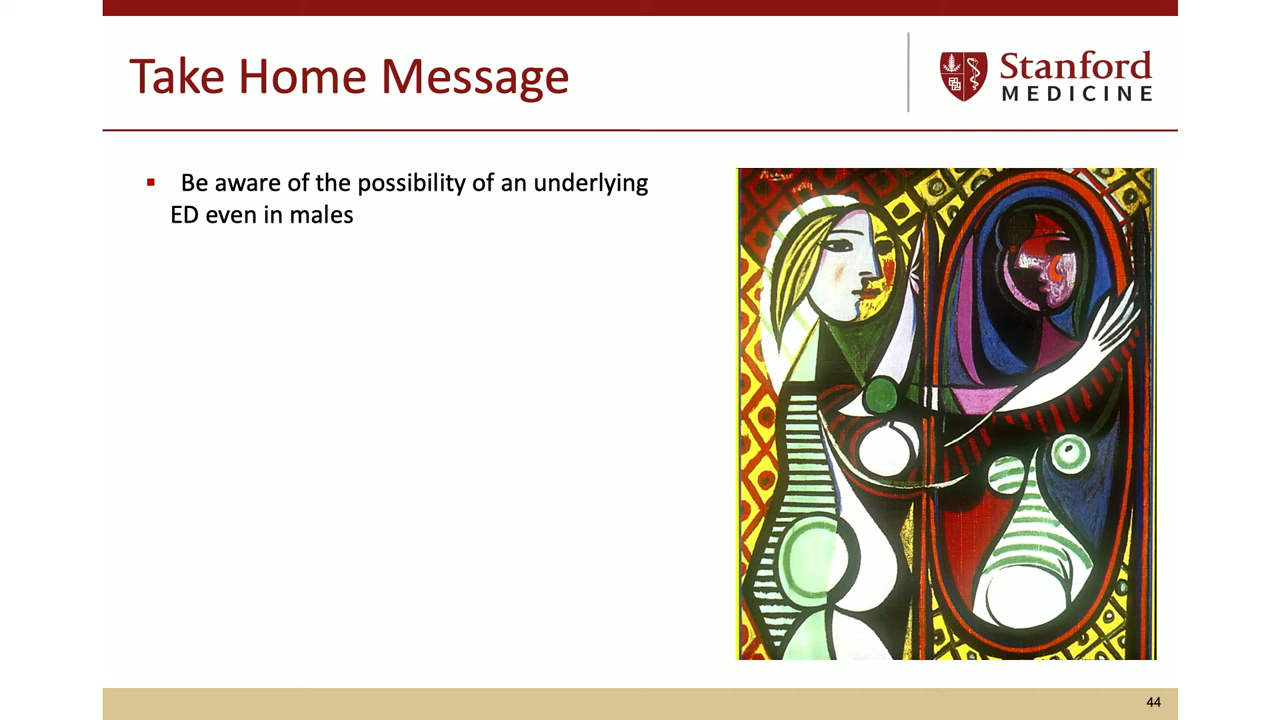 Take Home Message
Stanford
MEDICINE
▪ Be aware of the possibility of an underlying
ED even in males
44